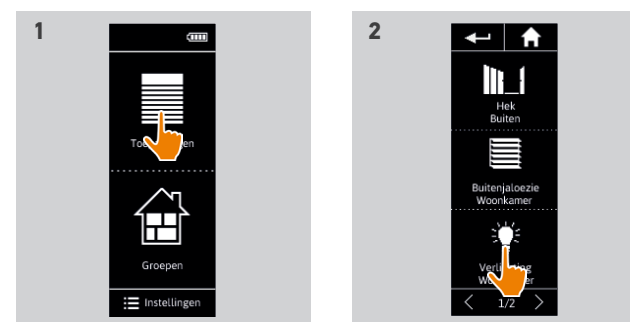 1
Groepen
Instellingen
2
Hek
Buiten
Buitenjaloezie
Woonkamer
1/2